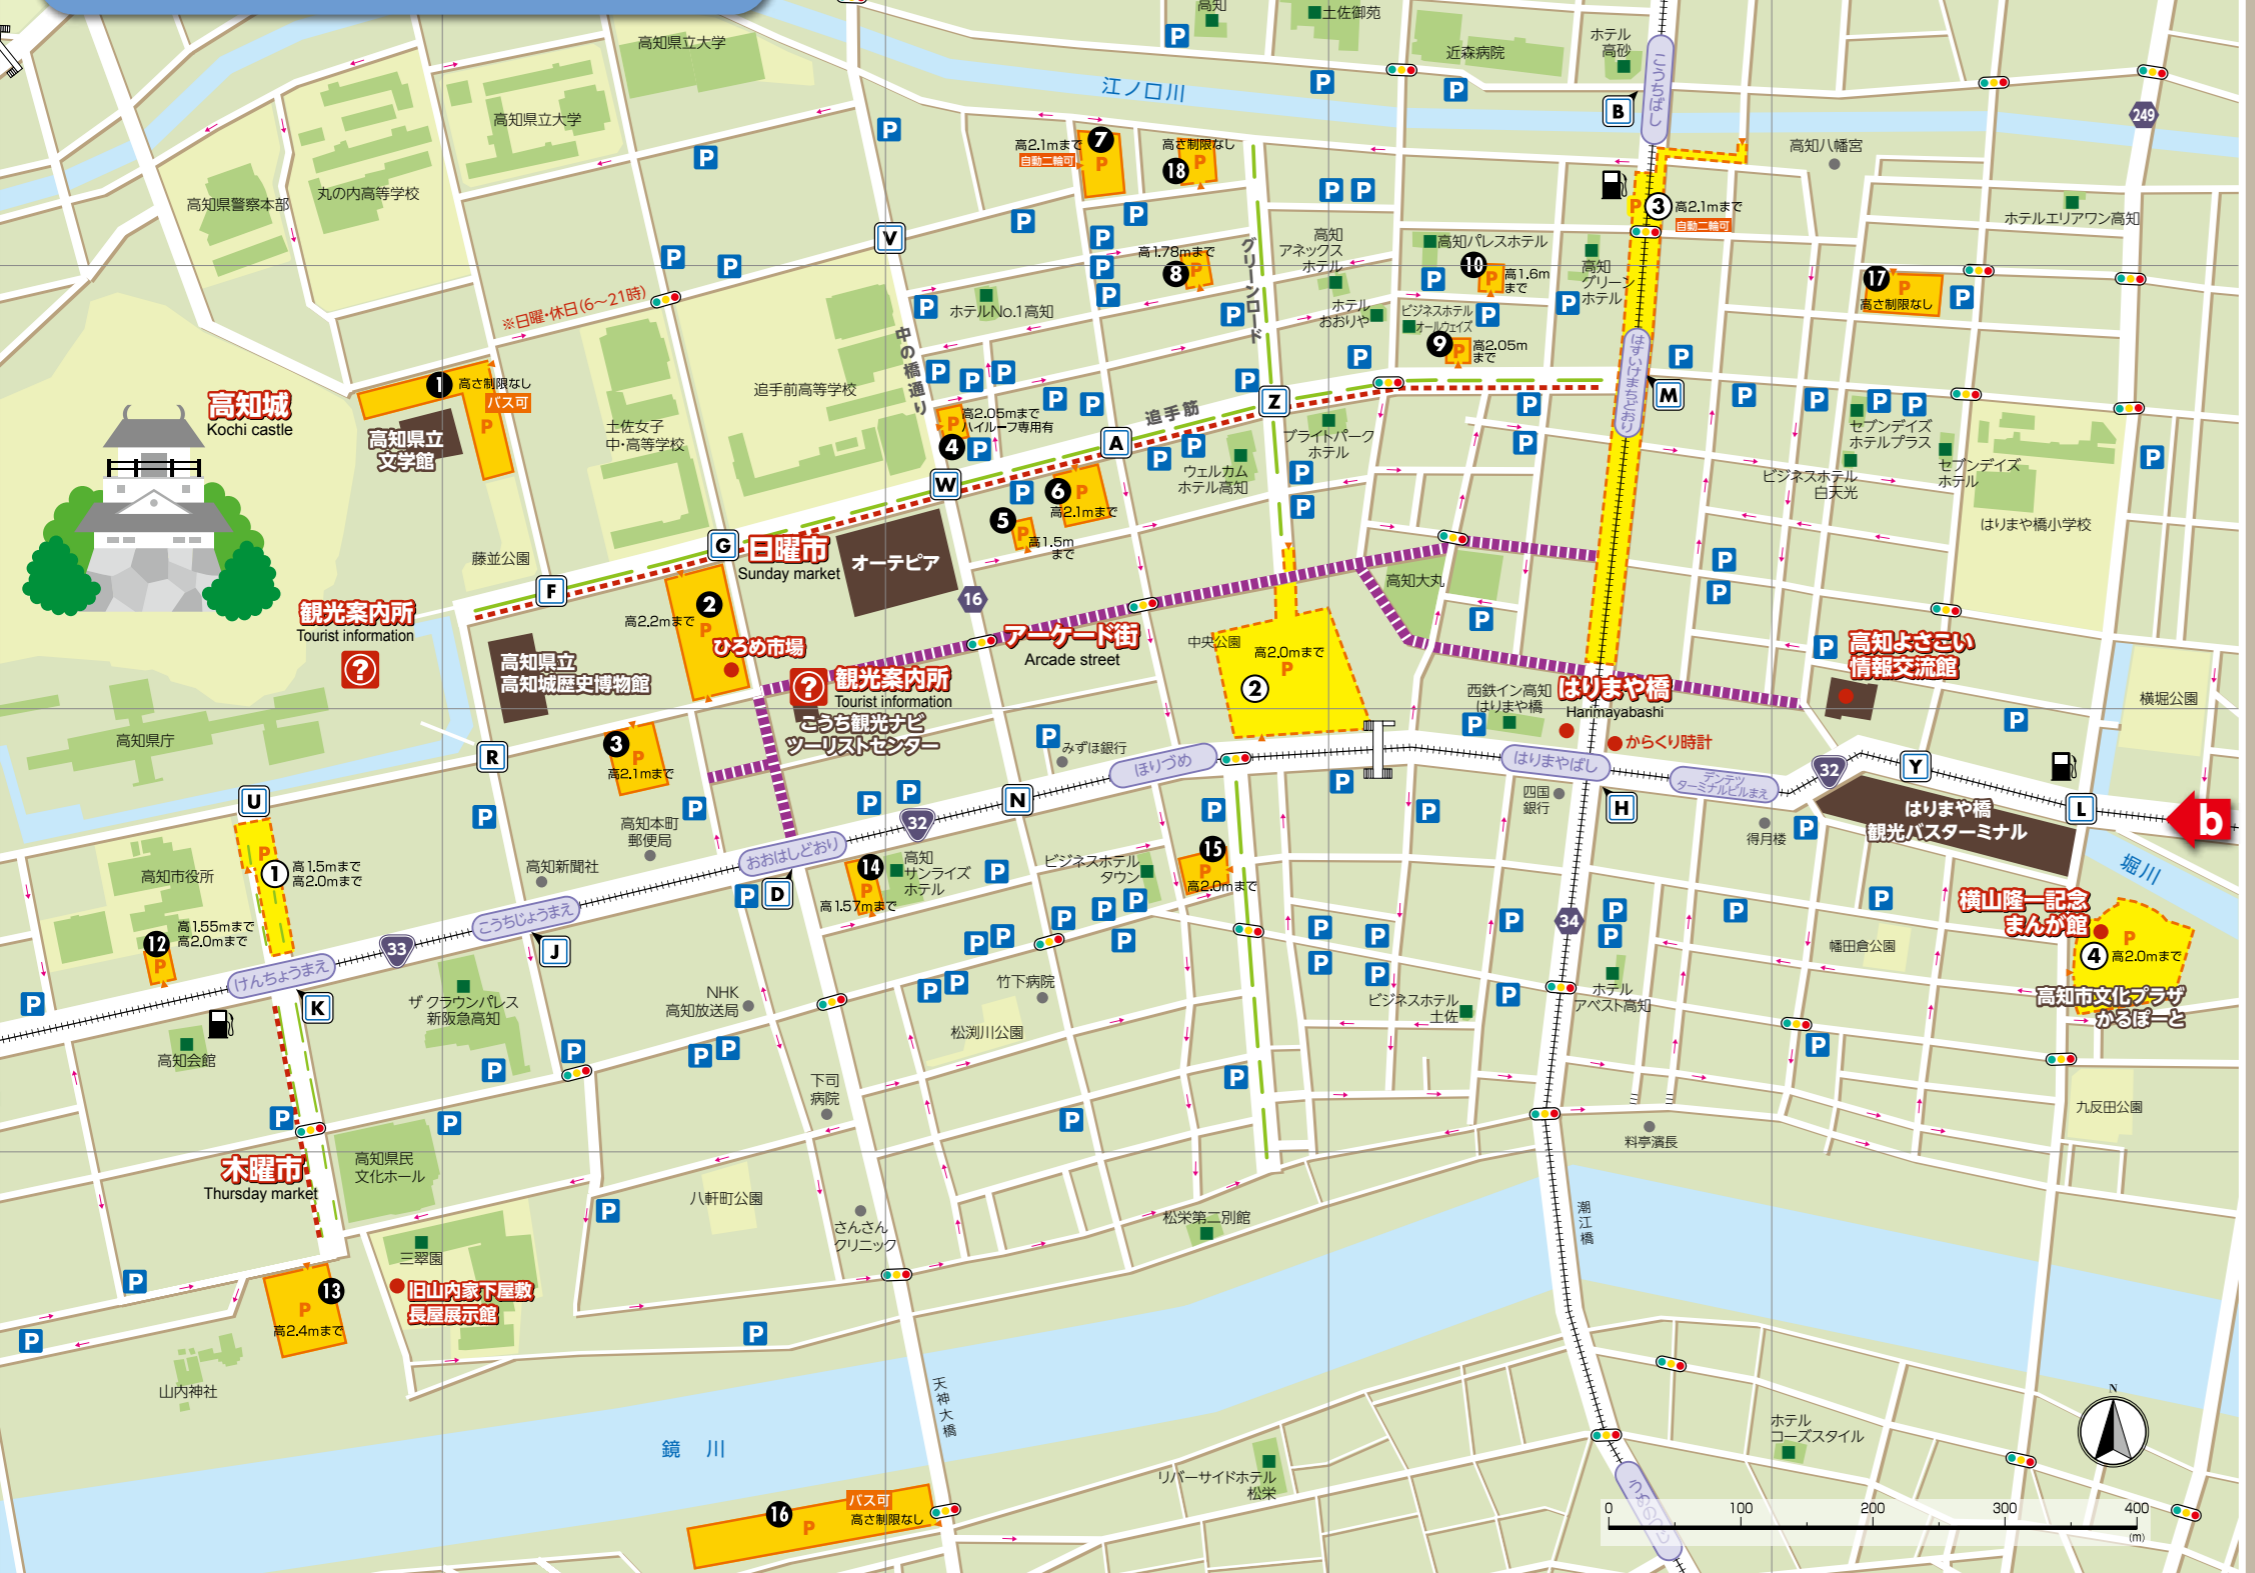 高知
土佐御苑
高知県立大学
近森病院
ホテル
高砂
こうちばし
江ノ口川
B
249
高知県立大学
高2.1mまで
自動二輪可
7
P
高さ制限なし
18
P
高知八幡宮
高知県警察本部
丸の内高等学校
V
グリーンロード
高知
アネックス
ホテル
高知パレスホテル
P
3
高2.1mまで
自動二輪可
ホテルエリアワン高知
高1.78mまで
8
P
10
P
高1.6m
まで
高知
グリーン
ホテル
17
P
高さ制限なし
※日曜・休日(6〜21時)
ホテルNo.1高知
中の橋通り
ホテル
おおりや
ビジネスホテル
オールウェイズ
9
P
高2.05m
まで
はすいけまちどおり
M
高知城
Kochi castle
1
高さ制限なし
バス可
P
高知県立
文学館
土佐女子
中・高等学校
追手前高等学校
高2.05mまで
ハイルーフ専用有
P
4
追手筋
Z
A
W
ブライトパーク
ホテル
ウェルカム
ホテル高知
セブンデイズ
ホテルプラス
セブンデイズ
ホテル
ビジネスホテル
白天光
はりまや橋小学校
6
P
高2.1mまで
5
P
高1.5m
まで
藤並公園
F
G
日曜市
Sunday market
オーテピア
16
高知大丸
観光案内所
Tourist information
?
2
高2.2mまで
P
ひろめ市場
高知県立
高知城歴史博物館
アーケード街
Arcade street
中央公園
高2.0mまで
P
2
高知よさこい
情報交流館
?
観光案内所
Tourist information
こうち観光ナビ
ツーリストセンター
西鉄イン高知
はりまや橋
はりまや橋
Harimayabashi
からくり時計
横堀公園
高知県庁
R
3
P
高2.1mまで
みずほ銀行
ほりづめ
はりまやばし
デンテツ
ターミナルビルまえ
32
Y
L
b
四国
銀行
H
得月楼
はりまや橋
観光バスターミナル
堀川
U
N
32
高知本町
郵便局
おおはしどおり
D
高知新聞社
14
P
高1.57mまで
高知
サンライズ
ホテル
ビジネスホテル
タウン
15
P
高2.0mまで
高知市役所
P
1
高1.5mまで
高2.0mまで
高1.55mまで
高2.0mまで
12
P
こうちじょうまえ
33
J
けんちょうまえ
K
34
横山隆一記念
まんが館
P
4
高2.0mまで
幡田倉公園
高知市文化プラザ
かるぽーと
ザ クラウンパレス
新阪急高知
NHK
高知放送局
竹下病院
松渕川公園
ビジネスホテル
土佐
ホテル
アベスト高知
高知会館
下司
病院
九反田公園
料亭濱長
木曜市
Thursday market
高知県民
文化ホール
八軒町公園
さんさん
クリニック
松栄第二別館
潮江橋
三翠園
旧山内家下屋敷
長屋展示館
13
P
高2.4mまで
山内神社
天神大橋
鏡 川
16
P
バス可
高さ制限なし
リバーサイドホテル
松栄
ホテル
コーズスタイル
N
0 100 200 300 400
(m)